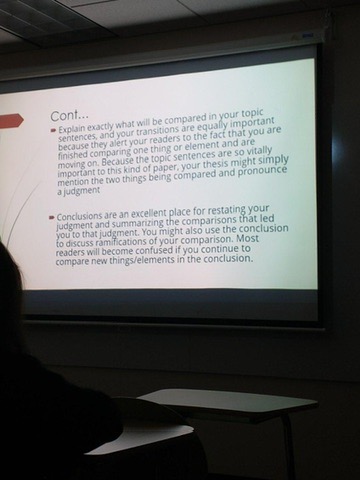 Cont...
Explain exactly what will be compared in your topic
sentences, and your transitions are equally important
because they alert your readers to the fact that you are
finished comparing one thing or element and are
moving on. Because the topic sentences are so vitally
important to this kind of paper, your thesis might simply
mention the two things being compared and pronounce
a judgment
Conclusions are an excellent place for restating your
judgment and summarizing the comparisons that led
you to that judgment. You might also use the conclusion
to discuss ramifications of your comparison. Most
readers will become confused if you continue to
compare new things/elements in the conclusion.